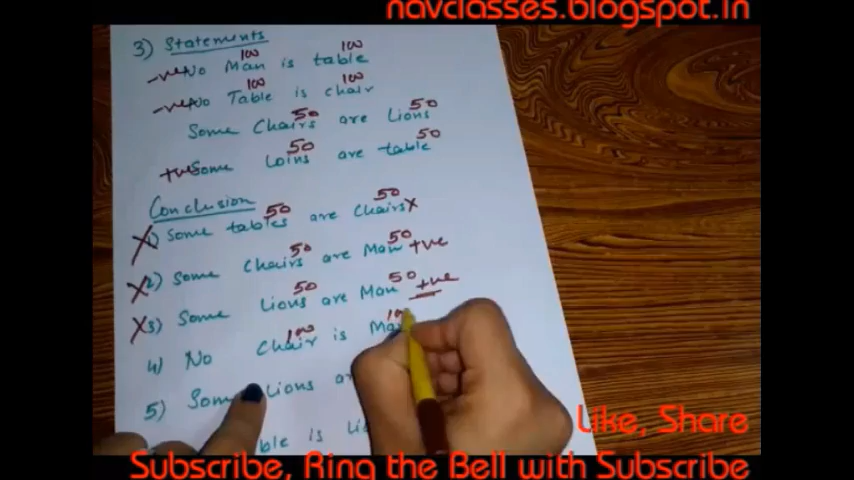 navclasses.blogspot.in
3) Statements
100 100
-ve No Man is table
100 100
-ve No Table is chair
50 50
Some Chairs are Lions
50 50
+ve Some Loins are table
Conclusion
50 50
X 1) Some tables are Chairs X
50 50
X 2) Some Chairs are Man +ve
50 50
X 3) Some Lions are Man +ve
100 100
4) No Chair is Man
5) Some Lions
is
Like, Share
Subscribe, Ring the Bell with Subscribe